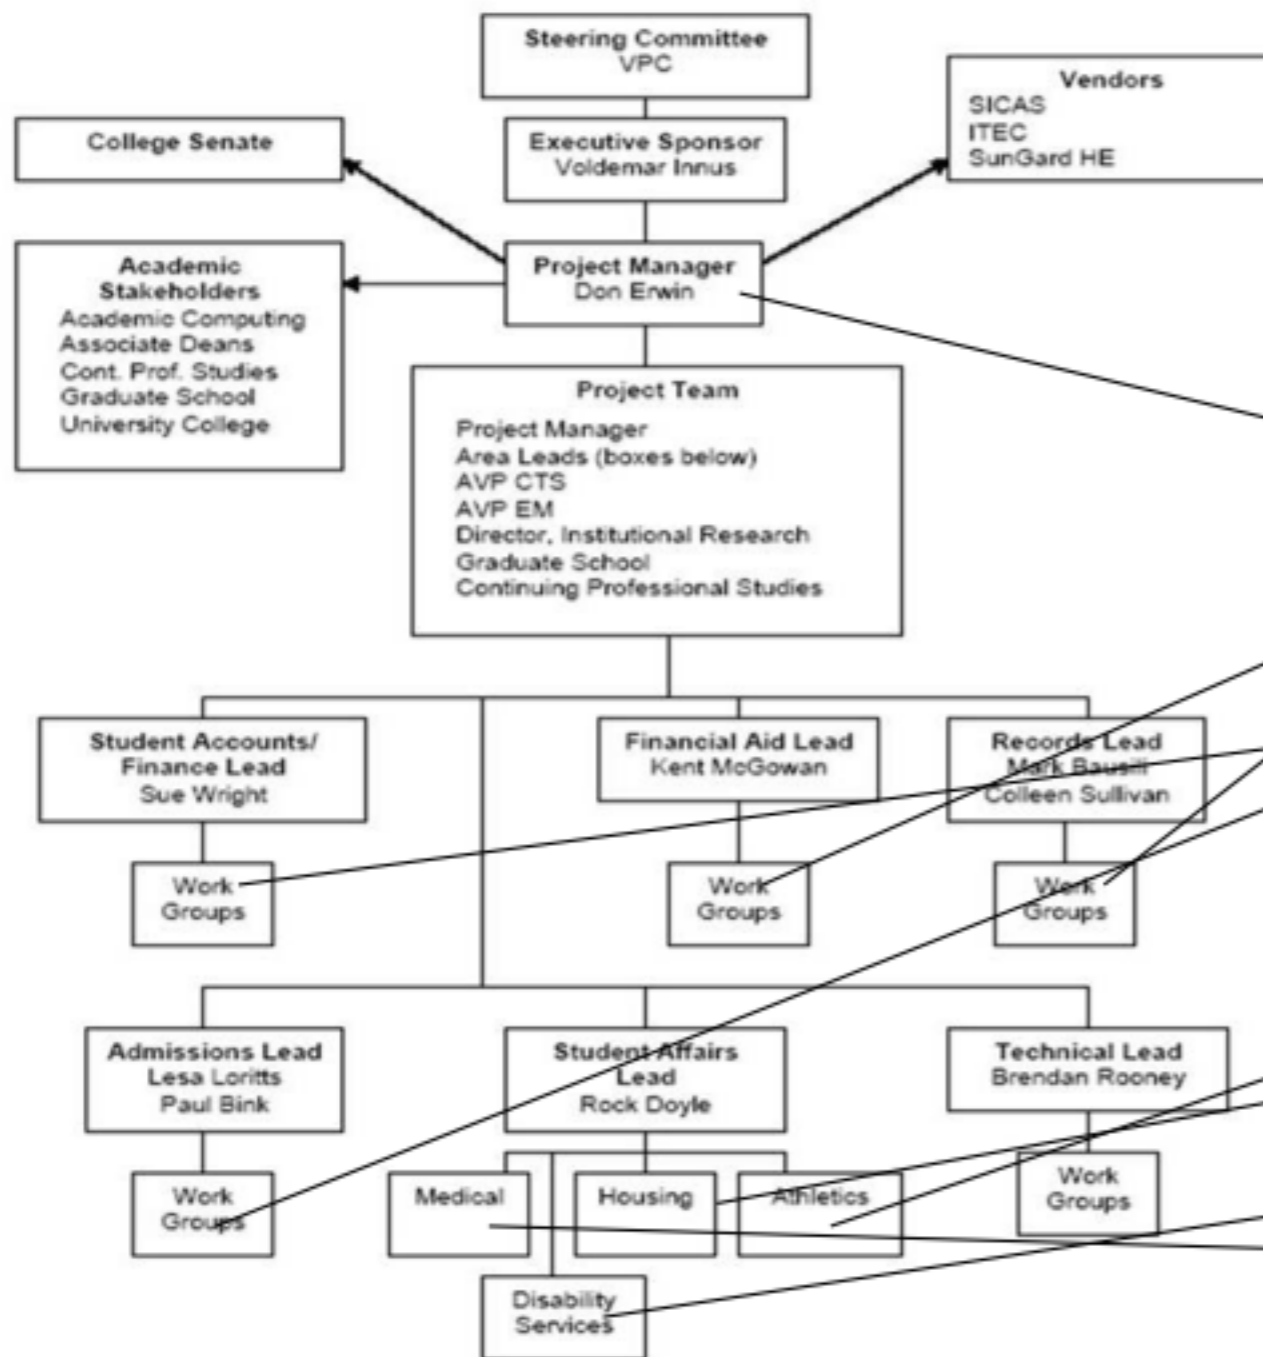 Steering Committee
VPC
Vendors
SICAS
ITEC
SunGard HE
College Senate
Executive Sponsor
Voldemar Innus
Academic
Stakeholders
Academic Computing
Associate Deans
Cont. Prof. Studies
Graduate School
University College
Project Manager
Don Erwin
Project Team
Project Manager
Area Leads (boxes below)
AVP CTS
AVP EM
Director, Institutional Research
Graduate School
Continuing Professional Studies
Student Accounts/
Finance Lead
Sue Wright
Work
Groups
Financial Aid Lead
Kent McGowan
Work
Groups
Records Lead
Mark Bausili
Colleen Sullivan
Work
Groups
Admissions Lead
Lesa Loritts
Paul Bink
Work
Groups
Student Affairs
Lead
Rock Doyle
Medical
Housing
Athletics
Disability
Services
Technical Lead
Brendan Rooney
Work
Groups